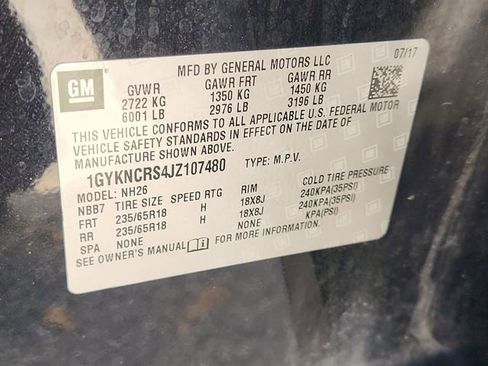 GM
MFD BY GENERAL MOTORS LLC
07/17
GVWR GAWR FRT GAWR RR
2722 KG 1350 KG 1450 KG
6001 LB 2976 LB 3196 LB
THIS VEHICLE CONFORMS TO ALL APPLICABLE U.S. FEDERAL MOTOR
VEHICLE SAFETY STANDARDS IN EFFECT ON THE DATE OF
MANUFACTURE SHOWN ABOVE.
1GYKNCRS4JZ107480 TYPE: M.P.V.
MODEL: NH26
NBB7 TIRE SIZE SPEED RTG RIM COLD TIRE PRESSURE
FRT 235/65R18 H 18X8J 240KPA(35PSI)
RR 235/65R18 H 18X8J 240KPA(35PSI)
SPA NONE NONE KPA(PSI)
SEE OWNER'S MANUAL FOR MORE INFORMATION.